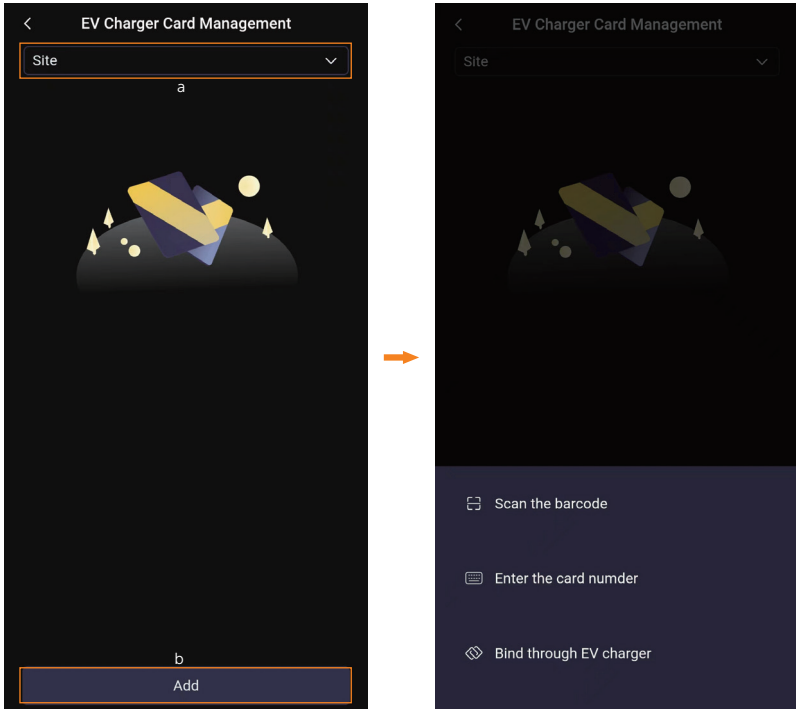 EV Charger Card Management
Site
a
b
Add
EV Charger Card Management
Site
Scan the barcode
Enter the card numder
Bind through EV charger